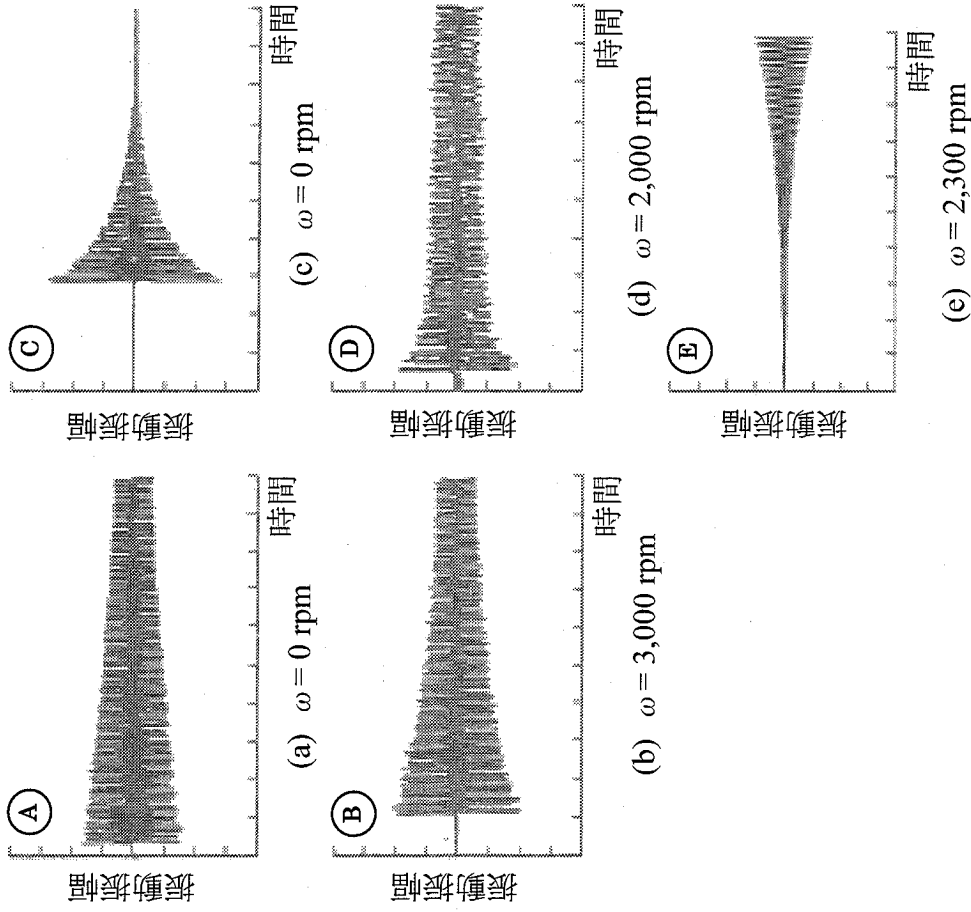 A
振動振幅
時間
(a) ω = 0 rpm
B
振動振幅
時間
(b) ω = 3,000 rpm
C
振動振幅
時間
(c) ω = 0 rpm
D
振動振幅
時間
(d) ω = 2,000 rpm
E
振動振幅
時間
(e) ω = 2,300 rpm